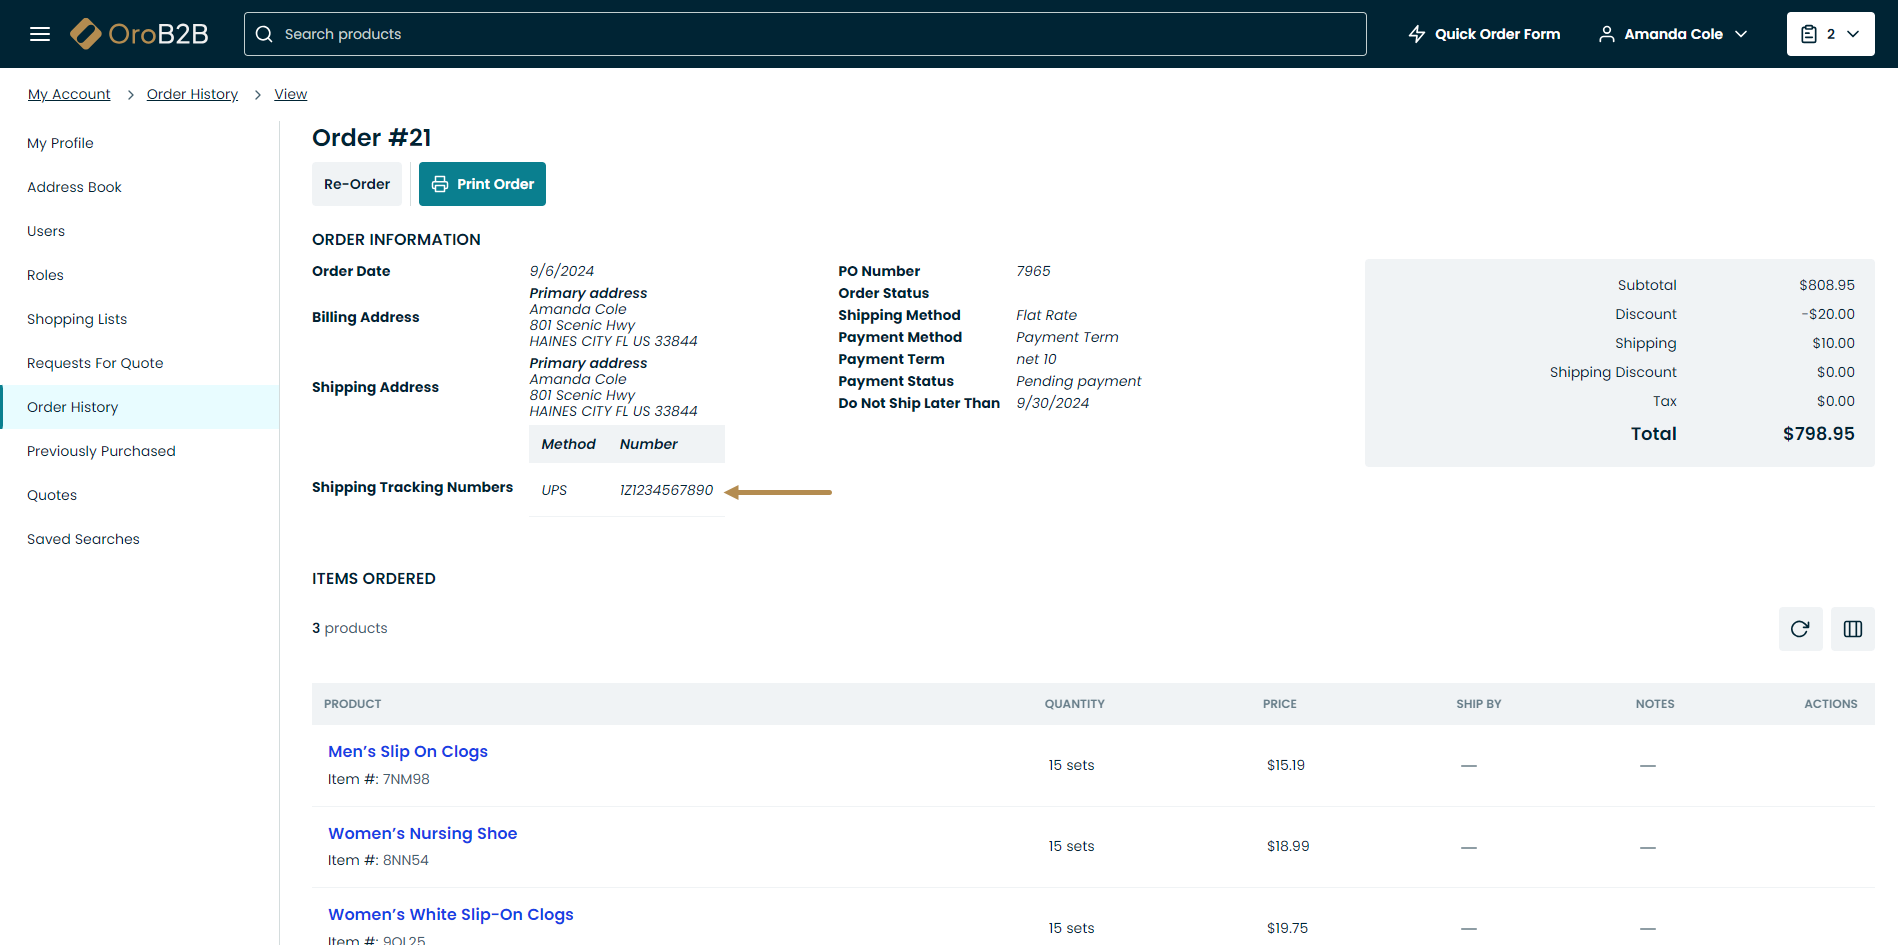 OroB2B
Search products
Quick Order Form
Amanda Cole
2
My Account > Order History > View
My Profile
Address Book
Users
Roles
Shopping Lists
Requests For Quote
Order History
Previously Purchased
Quotes
Saved Searches
Order #21
Re-Order
Print Order
ORDER INFORMATION
Order Date 9/6/2024
Billing Address
Primary address
Amanda Cole
801 Scenic Hwy
HAINES CITY FL US 33844
Shipping Address
Primary address
Amanda Cole
801 Scenic Hwy
HAINES CITY FL US 33844
Shipping Tracking Numbers
Method Number
UPS 1Z1234567890
PO Number 7965
Order Status
Shipping Method Flat Rate
Payment Method Payment Term
Payment Term net 10
Payment Status Pending payment
Do Not Ship Later Than 9/30/2024
Subtotal $808.95
Discount -$20.00
Shipping $10.00
Shipping Discount $0.00
Tax $0.00
Total $798.95
ITEMS ORDERED
3 products
PRODUCT QUANTITY PRICE SHIP BY NOTES ACTIONS
Men’s Slip On Clogs
Item #: 7NM98
15 sets $15.19 — —
Women’s Nursing Shoe
Item #: 8NN54
15 sets $18.99 — —
Women’s White Slip-On Clogs
Item #:
15 sets $19.75 — —